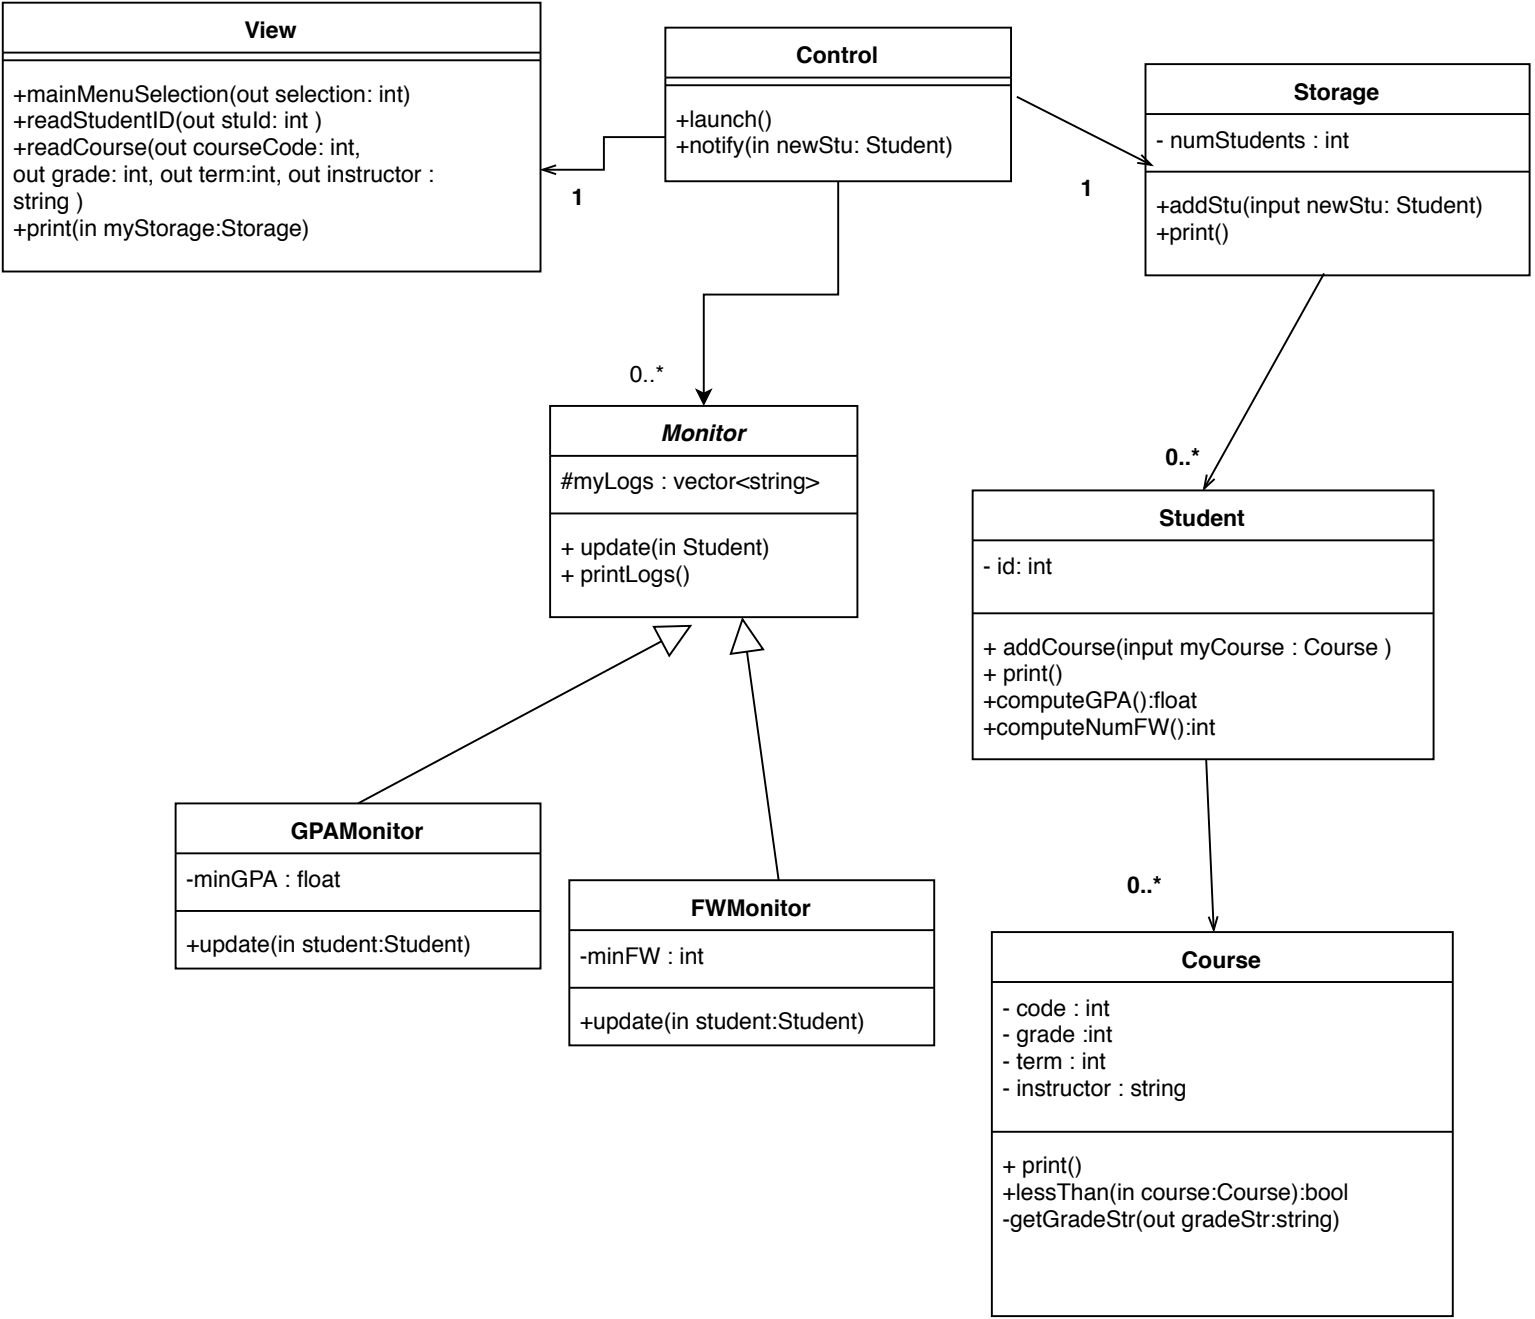 View
+mainMenuSelection(out selection: int)
+readStudentID(out stuId: int )
+readCourse(out courseCode: int,
out grade: int, out term:int, out instructor :
string )
+print(in myStorage:Storage)
Control
+launch()
+notify(in newStu: Student)
Storage
- numStudents : int
+addStu(input newStu: Student)
+print()
1
1
0..*
Monitor
#myLogs : vector<string>
+ update(in Student)
+ printLogs()
0..*
Student
- id: int
+ addCourse(input myCourse : Course )
+ print()
+computeGPA():float
+computeNumFW():int
GPAMonitor
-minGPA : float
+update(in student:Student)
FWMonitor
-minFW : int
+update(in student:Student)
0..*
Course
- code : int
- grade :int
- term : int
- instructor : string
+ print()
+lessThan(in course:Course):bool
-getGradeStr(out gradeStr:string)